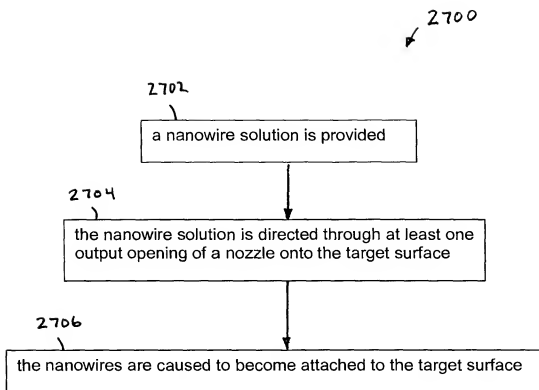 2700
2702
a nanowire solution is provided
2704
the nanowire solution is directed through at least one
output opening of a nozzle onto the target surface
2706
the nanowires are caused to become attached to the target surface